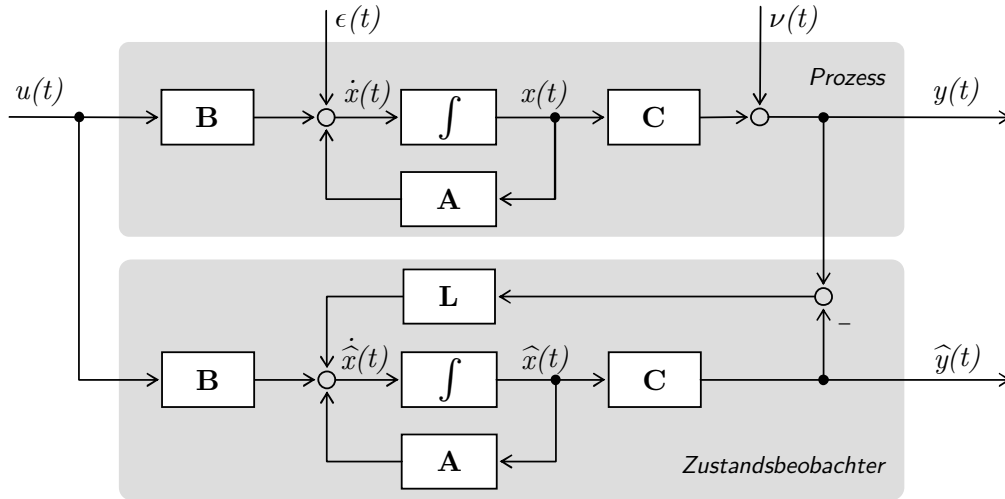 ϵ(t)
ν(t)
Prozess
u(t)
ẋ(t)
x(t)
y(t)
B
∫
C
A
L
x̂̇(t)
x̂(t)
ŷ(t)
B
∫
C
–
A
Zustandsbeobachter